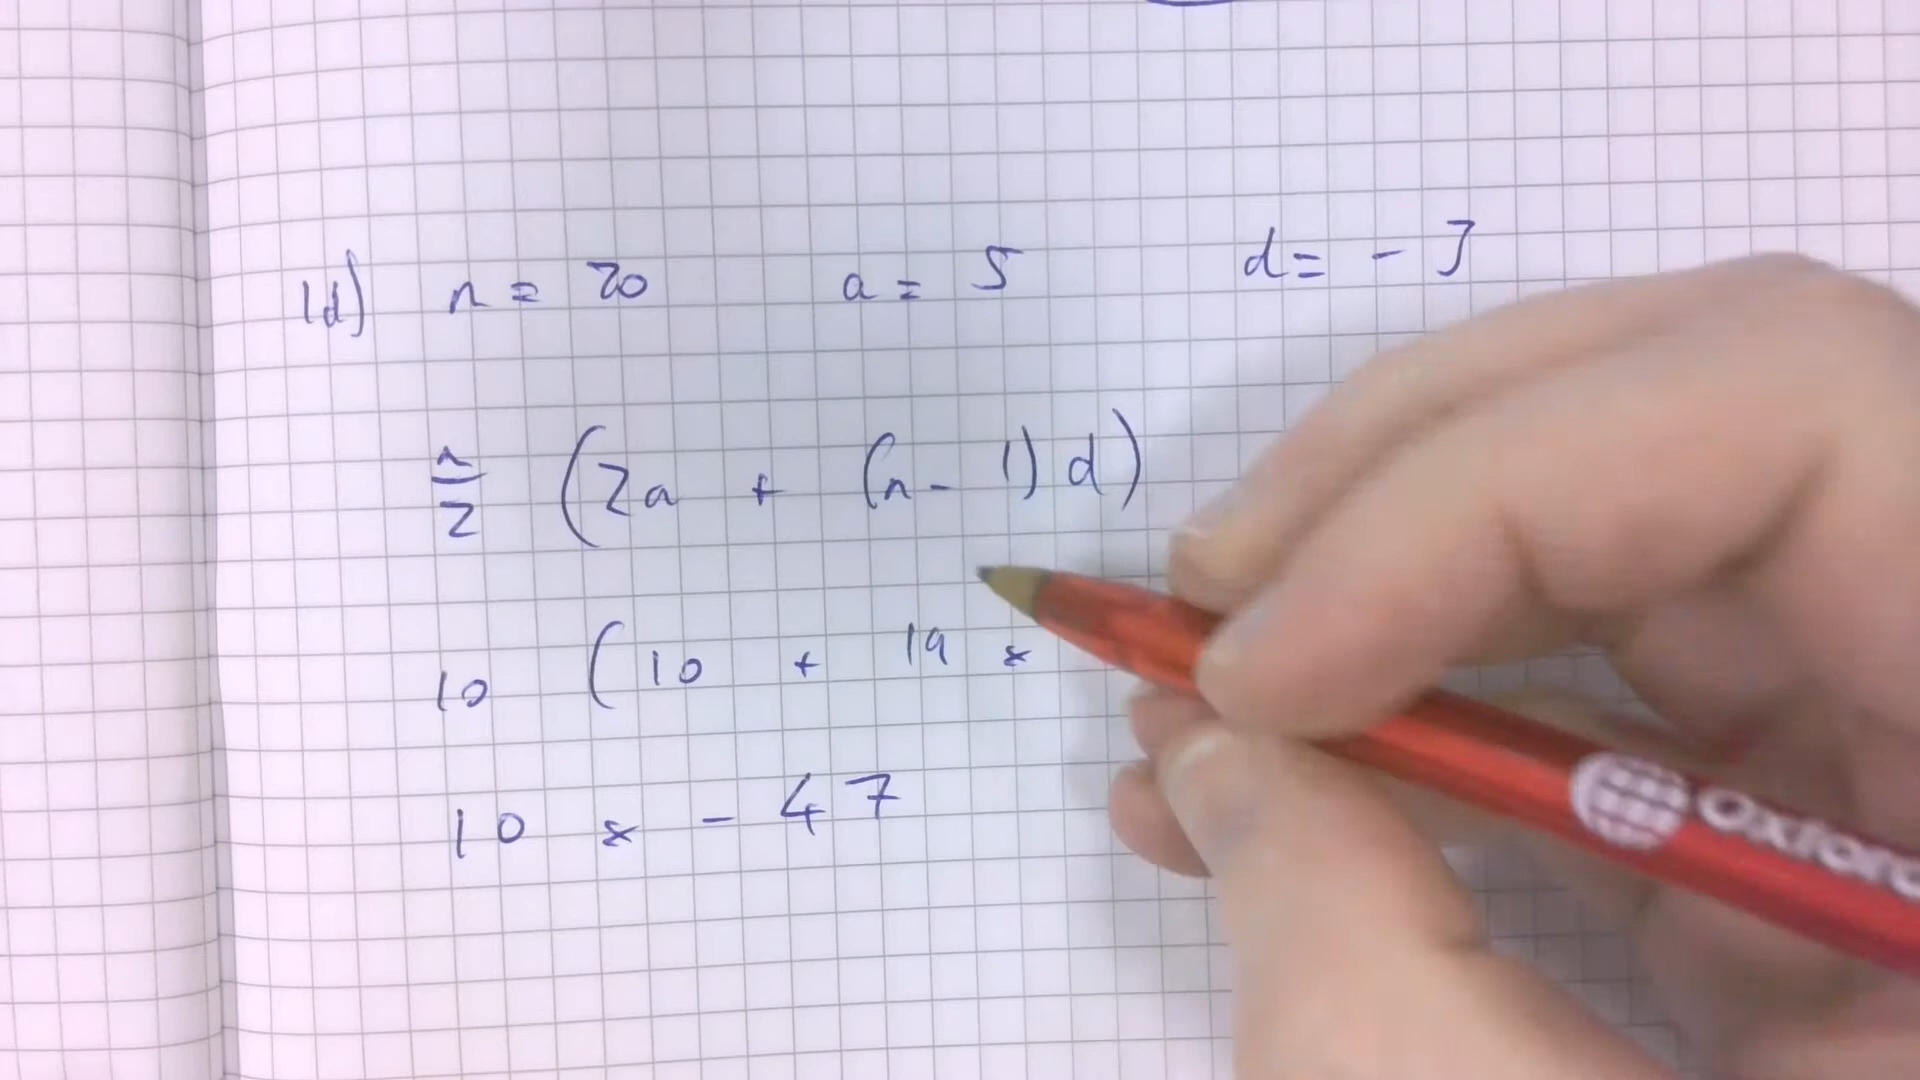 1d) n = 20 a = 5 d = - 3
n/2 (2a + (n - 1) d)
10 (10 + 19 ×
10 × - 47
oxford